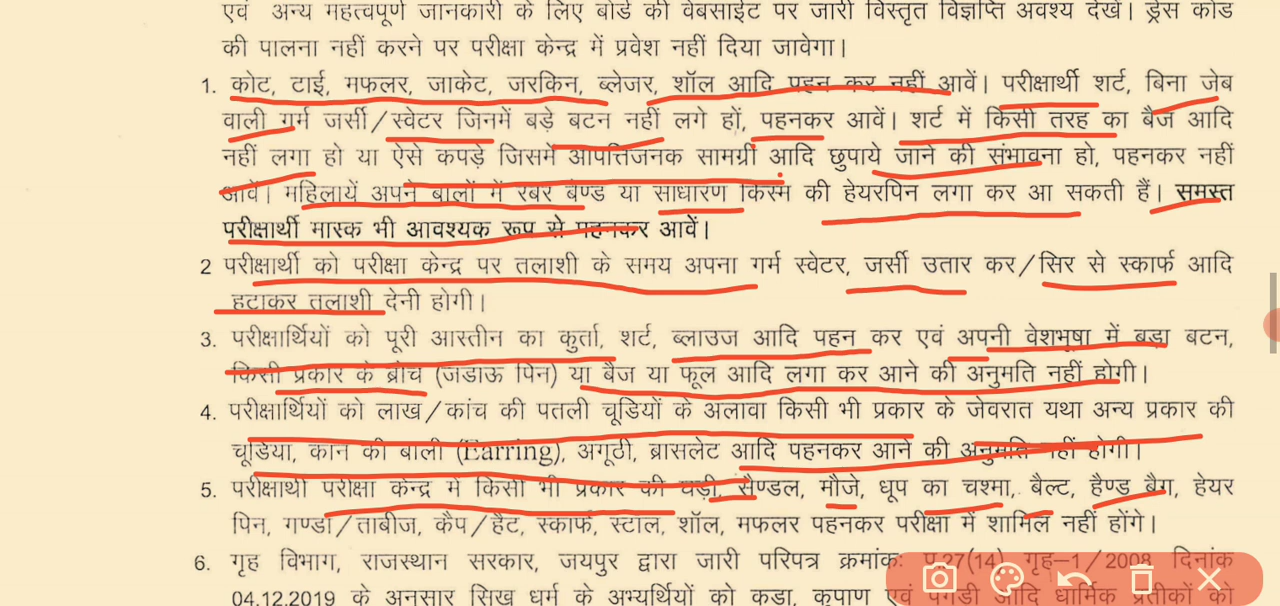 एवं अन्य महत्वपूर्ण जानकारी के लिए बोर्ड की वेबसाईट पर जारी विस्तृत विज्ञप्ति अवश्य देखें। ड्रेस कोड
की पालना नहीं करने पर परीक्षा केन्द्र में प्रवेश नहीं दिया जावेगा।
1. कोट, टाई, मफलर, जाकेट, जरकिन, ब्लेजर, शॉल आदि पहन कर नहीं आवें। परीक्षार्थी शर्ट, बिना जेब
वाली गर्म जर्सी/स्वेटर जिनमें बड़े बटन नहीं लगे हों, पहनकर आवें। शर्ट में किसी तरह का बैज आदि
नहीं लगा हो या ऐसे कपड़े जिसमें आपत्तिजनक सामग्री आदि छुपाये जाने की संभावना हो, पहनकर नहीं
आवें। महिलायें अपने बालों में रबर बैण्ड या साधारण किस्म की हेयरपिन लगा कर आ सकती हैं। समस्त
परीक्षार्थी मास्क भी आवश्यक रूप से पहनकर आवें।
2 परीक्षार्थी को परीक्षा केन्द्र पर तलाशी के समय अपना गर्म स्वेटर, जर्सी उतार कर/सिर से स्कार्फ आदि
हटाकर तलाशी देनी होगी।
3. परीक्षार्थियों को पूरी आस्तीन का कुर्ता, शर्ट, ब्लाउज आदि पहन कर एवं अपनी वेशभूषा में बड़ा बटन,
किसी प्रकार के ब्रोच (जडाऊ पिन) या बैज या फूल आदि लगा कर आने की अनुमति नहीं होगी।
4. परीक्षार्थियों को लाख/कांच की पतली चूडियों के अलावा किसी भी प्रकार के जेवरात यथा अन्य प्रकार की
चूडिया, कान की बाली (Earring), अगूठी, ब्रासलेट आदि पहनकर आने की अनुमति नहीं होगी।
5. परीक्षार्थी परीक्षा केन्द्र में किसी भी प्रकार की घड़ी, सैण्डल, मौजे, धूप का चश्मा, बैल्ट, हैण्ड बैग, हेयर
पिन, गण्डा/ताबीज, कैप/हैट, स्कार्फ, स्टॉल, शॉल, मफलर पहनकर परीक्षा में शामिल नहीं होंगे।
6. गृह विभाग, राजस्थान सरकार, जयपुर द्वारा जारी परिपत्र क्रमांक: प.27(14) गृह-1/2008 दिनांक
04.12.2019 के अनुसार सिख धर्म के अभ्यर्थियों को कडा, कृपाण एवं पगडी आदि धार्मिक प्रतीकों को